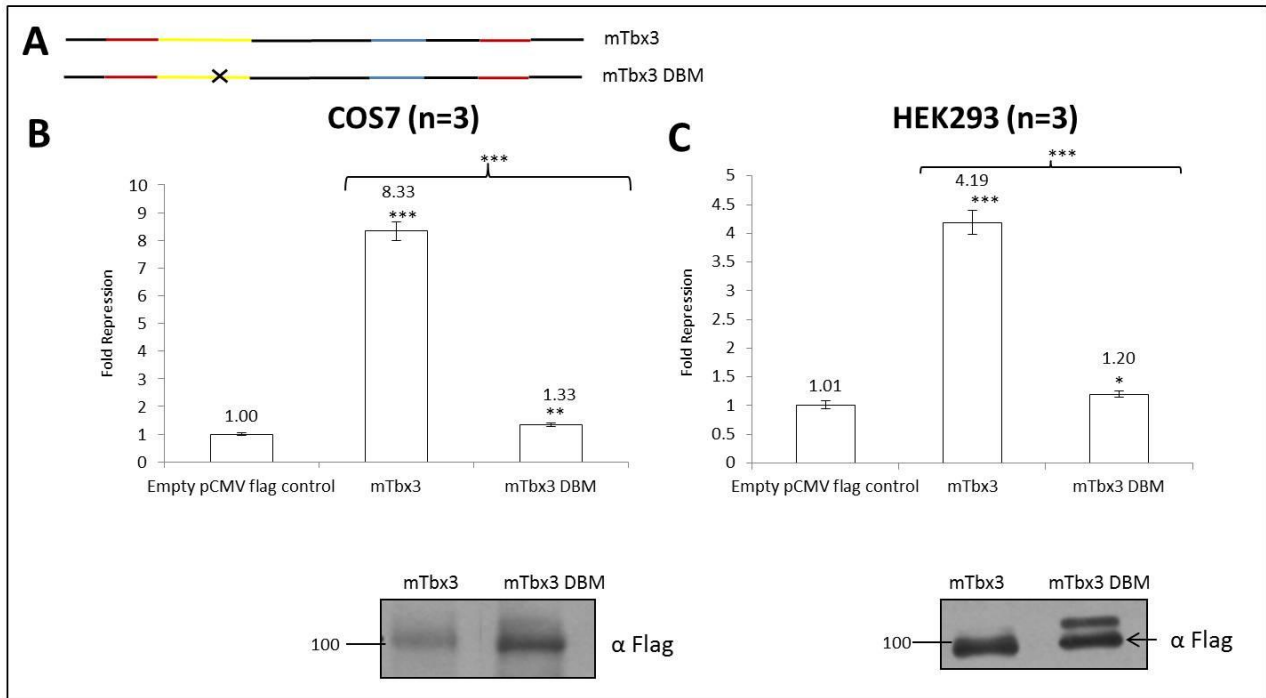 A
mTbx3
mTbx3 DBM
B
COS7 (n=3)
***
8.33
***
1.00
1.33
**
10
9
8
7
6
5
4
3
2
1
0
Fold Repression
Empty pCMV flag control
mTbx3
mTbx3 DBM
mTbx3
mTbx3 DBM
100
α Flag
C
HEK293 (n=3)
***
4.19
***
1.01
1.20
*
5
4.5
4
3.5
3
2.5
2
1.5
1
0.5
0
Fold Repression
Empty pCMV flag control
mTbx3
mTbx3 DBM
mTbx3
mTbx3 DBM
100
α Flag